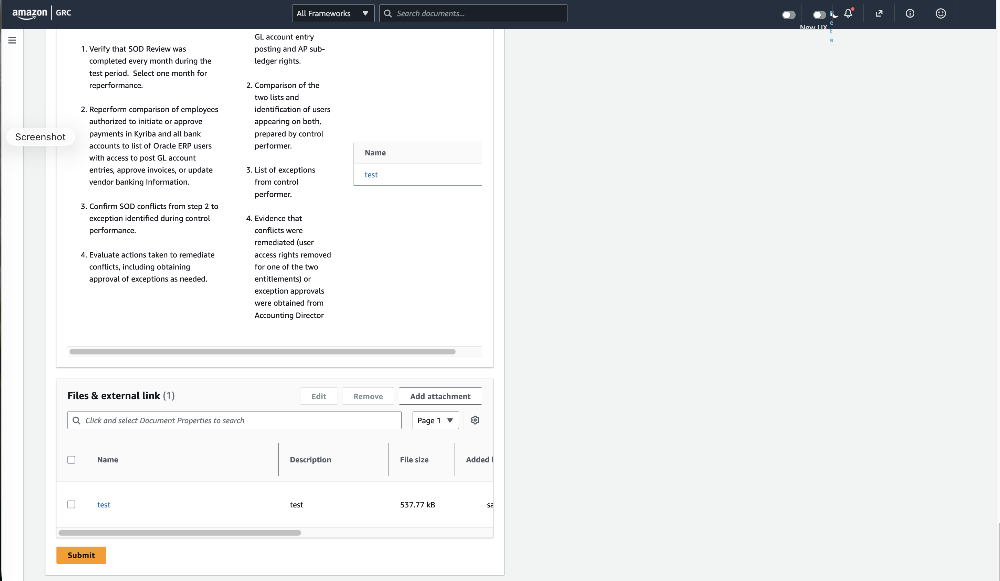 amazon | GRC
All Frameworks
Search documents...
New UX
Beta
1. Verify that SOD Review was
completed every month during the
test period.  Select one month for
reperformance.
2. Reperform comparison of employees
authorized to initiate or approve
payments in Kyriba and all bank
accounts to list of Oracle ERP users
with access to post GL account
entries, approve invoices, or update
vendor banking Information.
3. Confirm SOD conflicts from step 2 to
exception identified during control
performance.
4. Evaluate actions taken to remediate
conflicts, including obtaining
approval of exceptions as needed.
Screenshot
GL account entry
posting and AP sub-
ledger rights.
2. Comparison of the
two lists and
identification of users
appearing on both,
prepared by control
performer.
3. List of exceptions
from control
performer.
4. Evidence that
conflicts were
remediated (user
access rights removed
for one of the two
entitlements) or
exception approvals
were obtained from
Accounting Director
Name
test
Files & external link (1)
Edit
Remove
Add attachment
Click and select Document Properties to search
Page 1
Name
Description
File size
Added
test
test
537.77 kB
sa
Submit